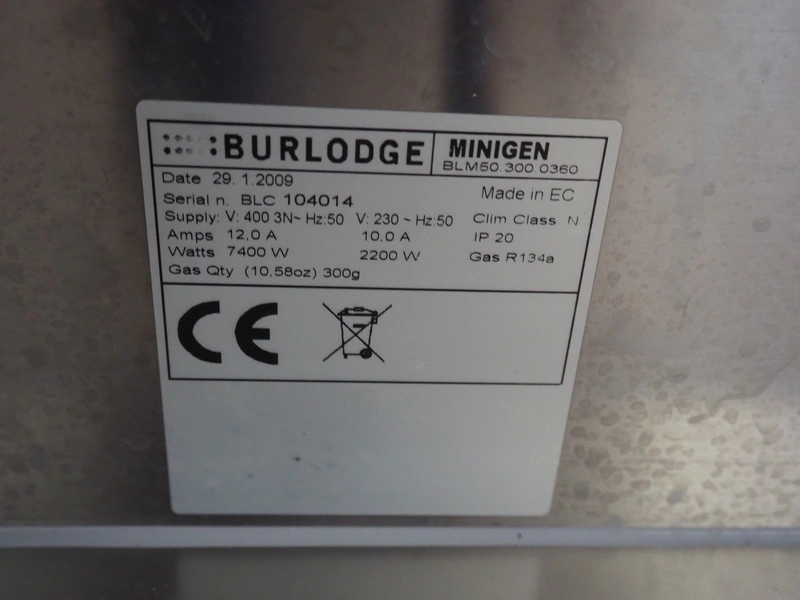 BURLODGE MINIGEN
BLM50.300.0360
Date 29.1.2009
Serial n. BLC 104014 Made in EC
Supply: V: 400 3N~ Hz:50 V: 230 ~ Hz:50 Clim Class N
Amps 12,0 A 10,0 A IP 20
Watts 7400 W 2200 W Gas R134a
Gas Qty (10,58oz) 300g
CE